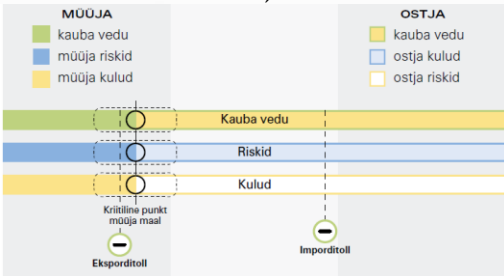 MÜÜJA
kauba vedu
müüja riskid
müüja kulud
OSTJA
kauba vedu
ostja kulud
ostja riskid
Kauba vedu
Riskid
Kulud
Kriitiline punkt
müüja maal
Eksporditoll
Imporditoll